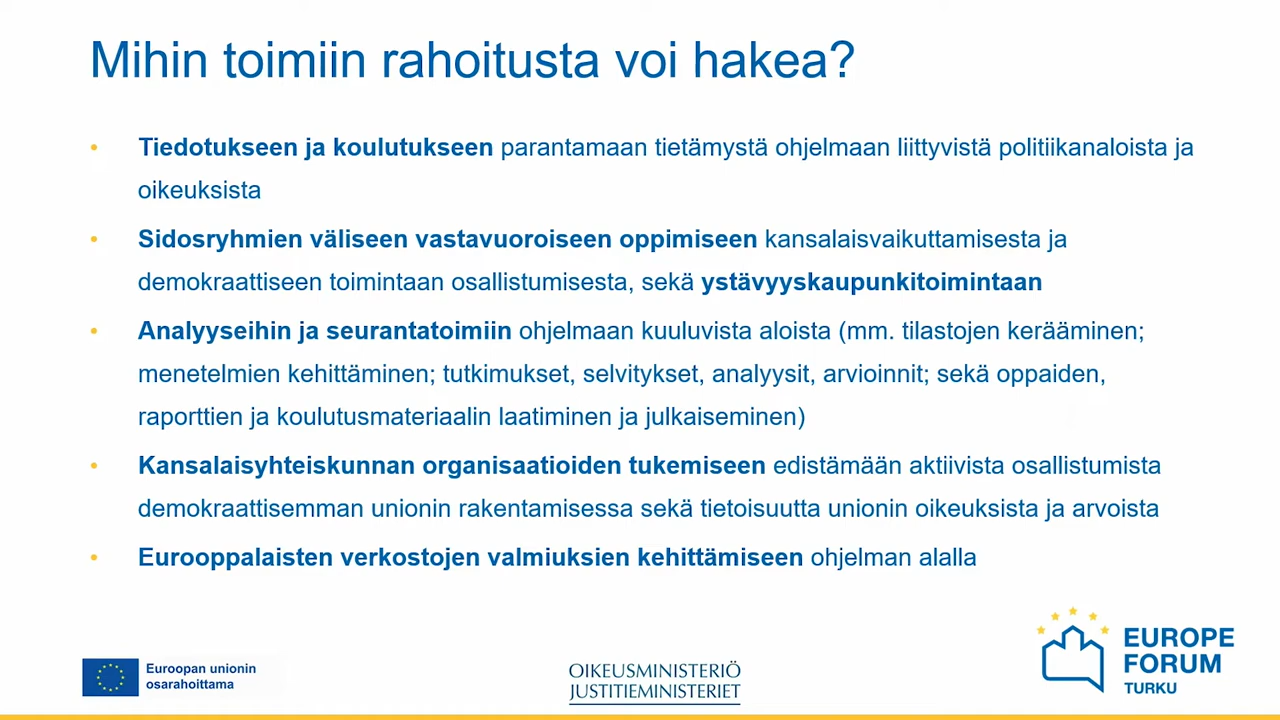 Mihin toimiin rahoitusta voi hakea?
• Tiedotukseen ja koulutukseen parantamaan tietämystä ohjelmaan liittyvistä politiikanaloista ja
oikeuksista
• Sidosryhmien väliseen vastavuoroiseen oppimiseen kansalaisvaikuttamisesta ja
demokraattiseen toimintaan osallistumisesta, sekä ystävyyskaupunkitoimintaan
• Analyyseihin ja seurantatoimiin ohjelmaan kuuluvista aloista (mm. tilastojen kerääminen;
menetelmien kehittäminen; tutkimukset, selvitykset, analyysit, arvioinnit; sekä oppaiden,
raporttien ja koulutusmateriaalin laatiminen ja julkaiseminen)
• Kansalaisyhteiskunnan organisaatioiden tukemiseen edistämään aktiivista osallistumista
demokraattisemman unionin rakentamisessa sekä tietoisuutta unionin oikeuksista ja arvoista
• Eurooppalaisten verkostojen valmiuksien kehittämiseen ohjelman alalla
Euroopan unionin
osarahoittama
OIKEUSMINISTERIÖ
JUSTITIEMINISTERIET
EUROPE
FORUM
TURKU